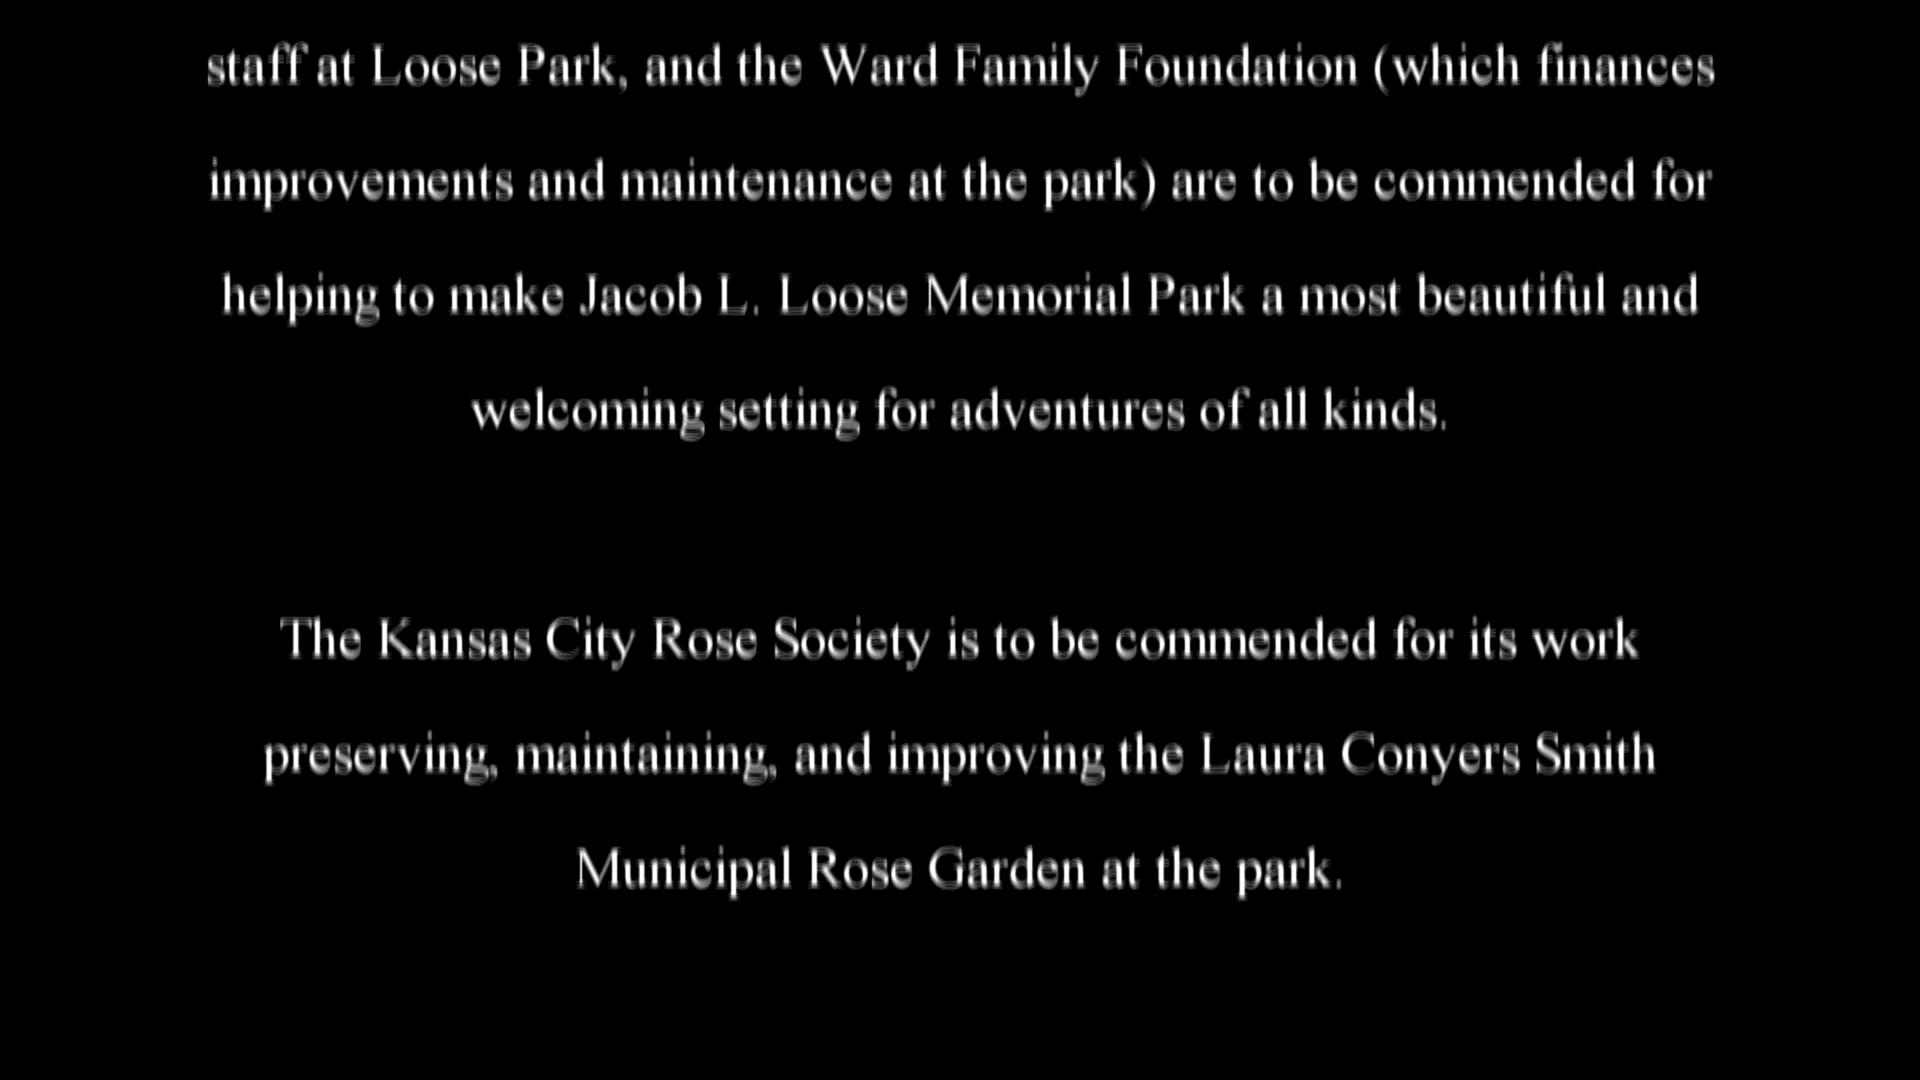 staff at Loose Park, and the Ward Family Foundation (which finances
improvements and maintenance at the park) are to be commended for
helping to make Jacob L. Loose Memorial Park a most beautiful and
welcoming setting for adventures of all kinds.
The Kansas City Rose Society is to be commended for its work
preserving, maintaining, and improving the Laura Conyers Smith
Municipal Rose Garden at the park.